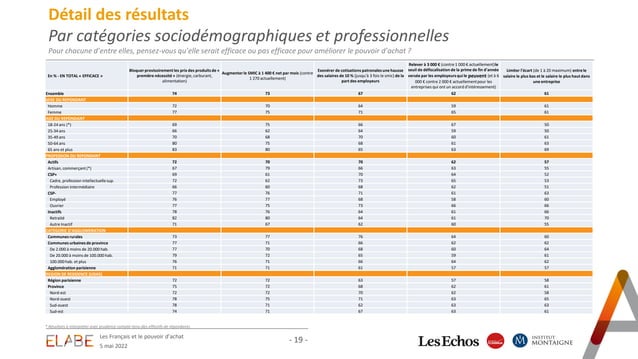 Détail des résultats
Par catégories sociodémographiques et professionnelles
Pour chacune d'entre elles, pensez-vous qu'elle serait efficace ou pas efficace pour améliorer le pouvoir d'achat ?
En % - EN TOTAL « EFFICACE »
Bloquer provisoirement les prix des produits de « première nécessité » (énergie, carburant, alimentation)
Augmenter le SMIC à 1 400 € net par mois (contre 1 270 actuellement)
Exonérer de cotisations patronales une hausse des salaires de 10 % (jusqu'à 3 fois le smic) de la part des employeurs
Relever à 3 000 € (contre 1 000 € actuellement) le seuil de défiscalisation de la prime de fin d'année versée par les employeurs qui le peuvent (et à 6 000 € contre 2 000 € actuellement pour les entreprises qui ont un accord d'intéressement)
Limiter l'écart (de 1 à 20 maximum) entre le salaire le plus bas et le salaire le plus haut dans une entreprise
Ensemble 74 73 67 62 61
SEXE DU REPONDANT
Homme 72 70 64 59 61
Femme 77 75 71 65 61
AGE DU REPONDANT
18-24 ans (*) 69 75 66 67 50
25-34 ans 66 62 64 59 50
35-49 ans 70 68 70 60 61
50-64 ans 80 75 68 61 63
65 ans et plus 83 80 65 63 69
PROFESSION DU REPONDANT
Actifs 72 70 70 62 57
Artisan, commerçant (*) 67 79 66 63 55
CSP+ 69 61 70 64 52
Cadre, profession intellectuelle sup. 72 62 73 65 53
Profession intermédiaire 66 60 68 62 51
CSP- 77 76 71 61 63
Employé 76 77 68 58 60
Ouvrier 77 75 73 66 66
Inactifs 78 76 64 61 66
Retraité 82 80 64 61 70
Autre inactif 71 67 62 60 55
CATEGORIE D'AGGLOMERATION
Communes rurales 73 77 76 64 60
Communes urbaines de province 77 71 66 62 62
De 2.000 à moins de 20.000 hab. 77 70 68 60 64
De 20.000 à moins de 100.000 hab. 79 72 65 59 61
100.000 hab. et plus 76 71 66 64 62
Agglomération parisienne 71 71 61 57 57
REGION DE RESIDENCE (UDA5)
Région parisienne 72 72 63 57 58
Province 75 72 68 62 61
Nord-est 72 70 68 62 58
Nord-ouest 78 75 71 63 65
Sud-ouest 78 71 62 63 63
Sud-est 74 71 67 63 61
* Résultats à interpréter avec prudence compte-tenu des effectifs de répondants
ELABE
Les Français et le pouvoir d'achat
5 mai 2022
- 19 -
Les Echos
INSTITUT
MONTAIGNE